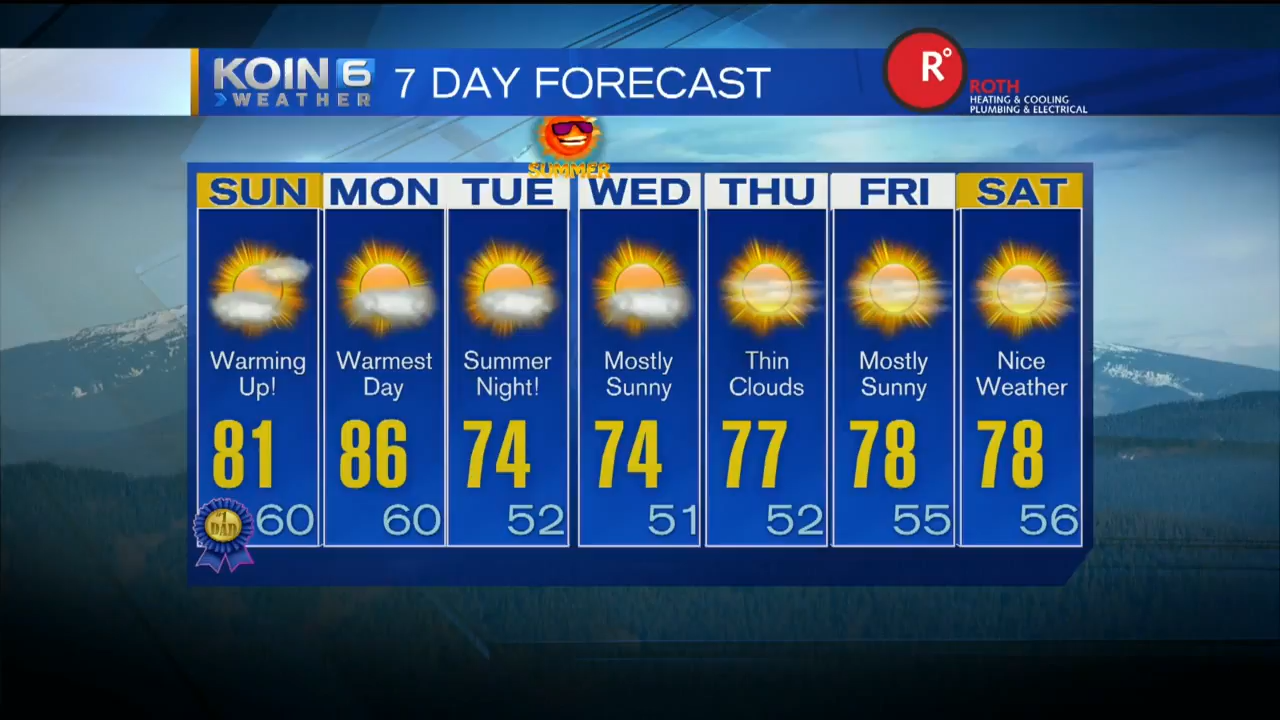 KOIN 6
WEATHER
7 DAY FORECAST
R°
ROTH
HEATING & COOLING
PLUMBING & ELECTRICAL
SUMMER
SUN MON TUE WED THU FRI SAT
Warming Up!
Warmest Day
Summer Night!
Mostly Sunny
Thin Clouds
Mostly Sunny
Nice Weather
81 86 74 74 77 78 78
#1
DAD
60 60 52 51 52 55 56